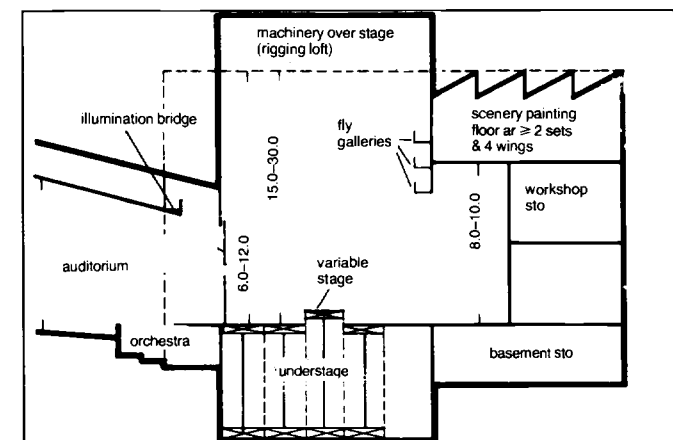 machinery over stage
(rigging loft)
illumination bridge
fly
galleries
scenery painting
floor ar ≥ 2 sets
& 4 wings
15.0–30.0
workshop
sto
8.0–10.0
auditorium
6.0–12.0
variable
stage
orchestra
understage
basement sto